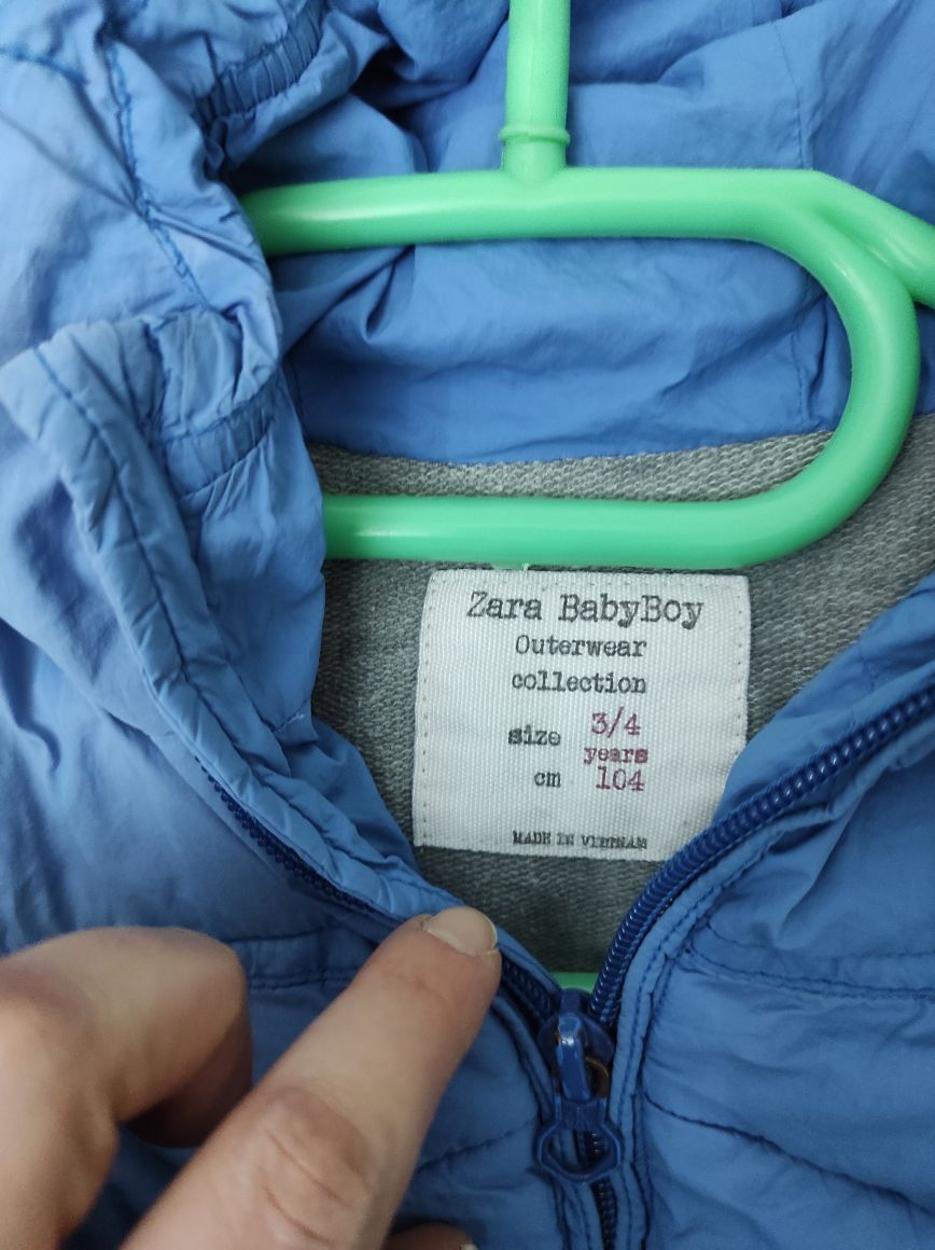 Zara BabyBoy
Outerwear
collection
size 3/4
years
cm 104
MADE IN VIETNAM